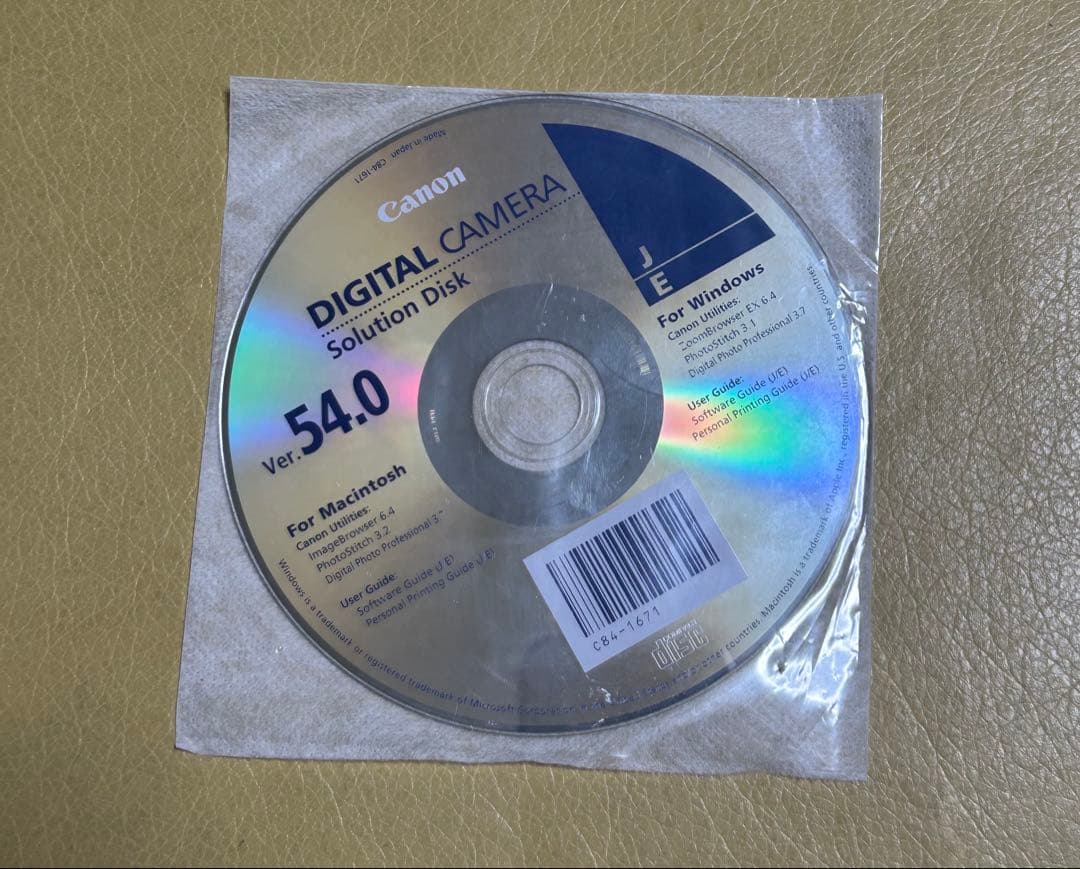 Made in Japan C84-1671
Canon
DIGITAL CAMERA
Solution Disk
Ver.54.0
J
E
For Windows
Canon Utilities:
ZoomBrowser EX 6.4
PhotoStitch 3.1
Digital Photo Professional 3.7
User Guide:
Software Guide (J/E)
Personal Printing Guide (J/E)
For Macintosh
Canon Utilities:
ImageBrowser 6.4
PhotoStitch 3.2
Digital Photo Professional 3.
User Guide:
Software Guide (J/E)
Personal Printing Guide (J/E)
C84-1671
disc
Windows is a trademark or registered trademark of Microsoft Corporation other countries. Macintosh is a trademark of Apple Inc., registered in the U.S. and other countries.